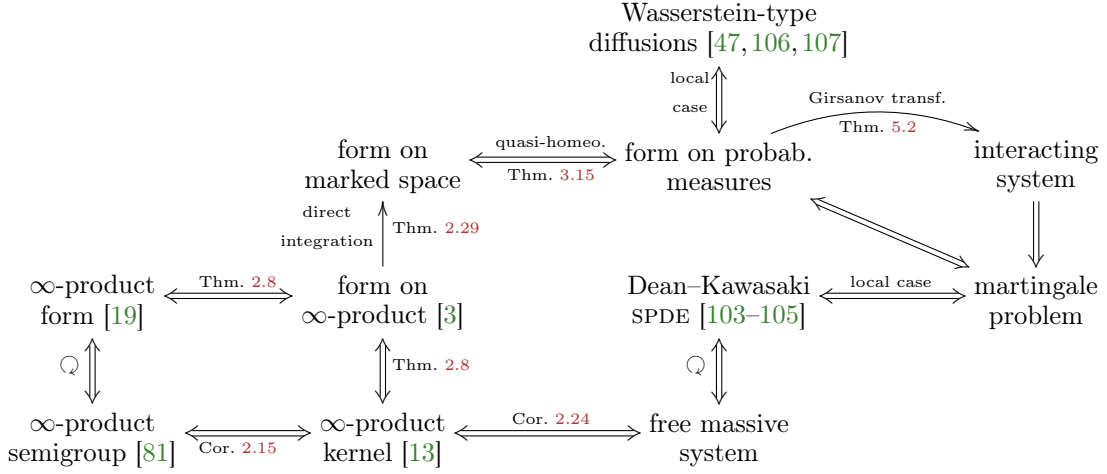 Wasserstein-type
diffusions [47, 106, 107]
local
case
Girsanov transf.
Thm. 5.2
form on
marked space
quasi-homeo.
Thm. 3.15
form on probab.
measures
interacting
system
direct
integration
Thm. 2.29
∞-product
form [19]
Thm. 2.8
form on
∞-product [3]
Dean–Kawasaki
SPDE [103–105]
local case
martingale
problem
Thm. 2.8
∞-product
semigroup [81]
Cor. 2.15
∞-product
kernel [13]
Cor. 2.24
free massive
system